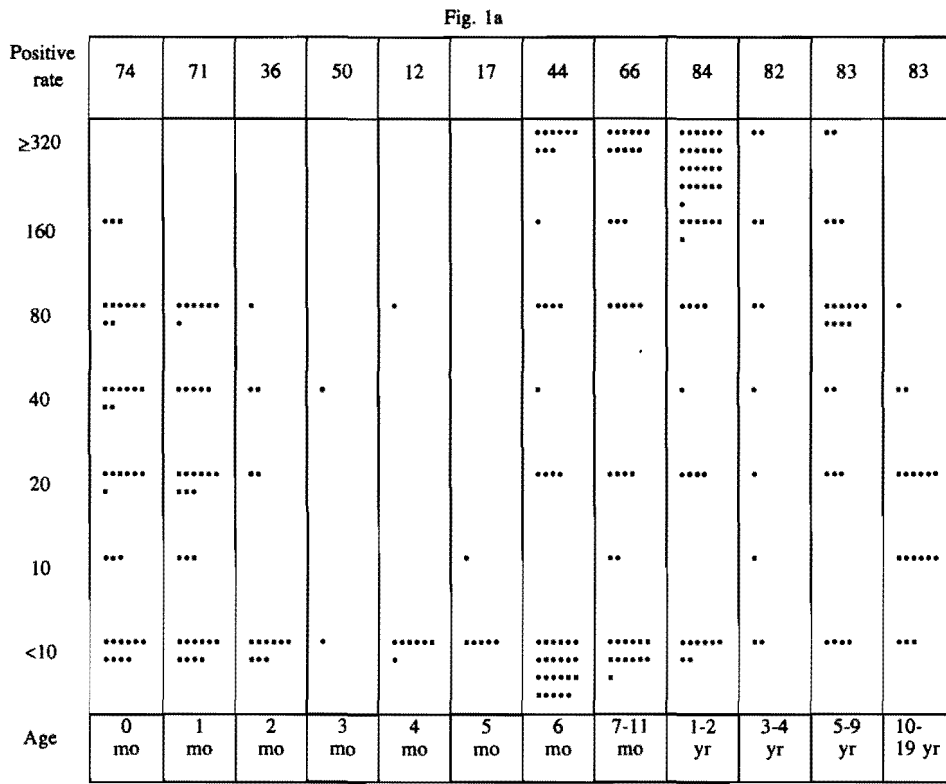 Fig. 1a
Positive rate 74 71 36 50 12 17 44 66 84 82 83 83
≥320
160
80
40
20
10
<10
Age 0 mo 1 mo 2 mo 3 mo 4 mo 5 mo 6 mo 7-11 mo 1-2 yr 3-4 yr 5-9 yr 10-19 yr